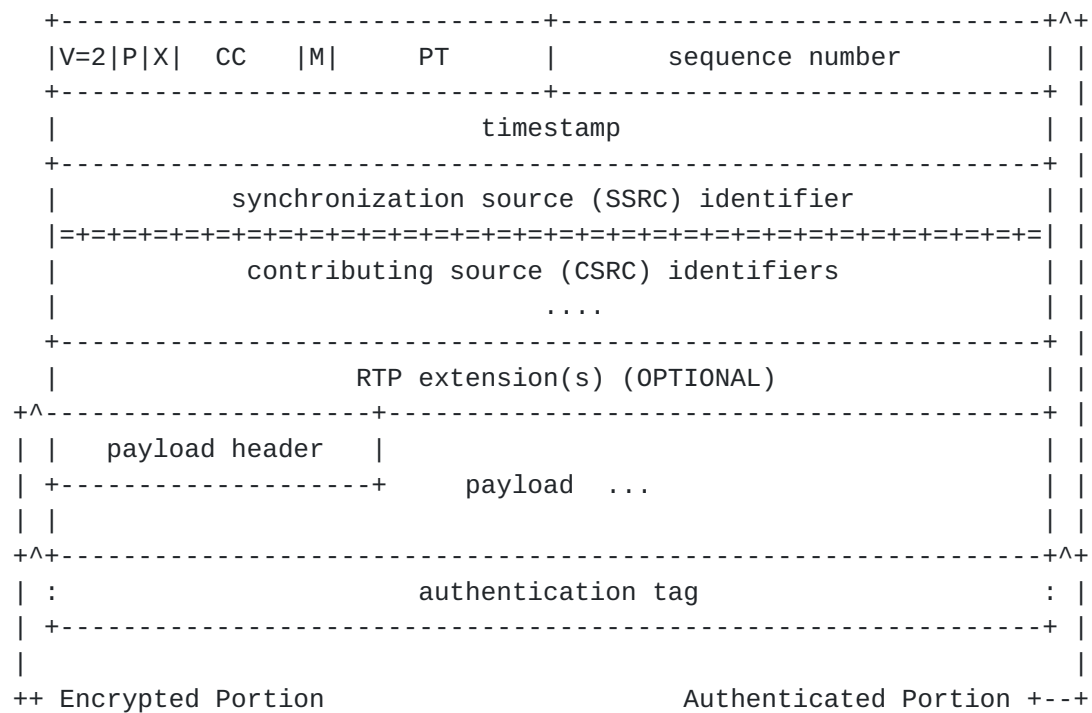 +-------------------------------+-------------------------------+^+
|V=2|P|X|  CC   |M|     PT      |       sequence number         | |
+-------------------------------+-------------------------------+ |
|                           timestamp                           | |
+---------------------------------------------------------------+ |
|           synchronization source (SSRC) identifier            | |
|=+=+=+=+=+=+=+=+=+=+=+=+=+=+=+=+=+=+=+=+=+=+=+=+=+=+=+=+=+=+=+=| |
|            contributing source (CSRC) identifiers             | |
|                               ....                            | |
+---------------------------------------------------------------+ |
|                   RTP extension(s) (OPTIONAL)                 | |
+^--------------------+------------------------------------------+ |
| |   payload header   |                                          | |
| +--------------------+     payload  ...                         | |
| |                                                               | |
+^+---------------------------------------------------------------+^+
| :                       authentication tag                      : |
| +---------------------------------------------------------------+ |
|                                                                   |
++ Encrypted Portion                       Authenticated Portion +--+